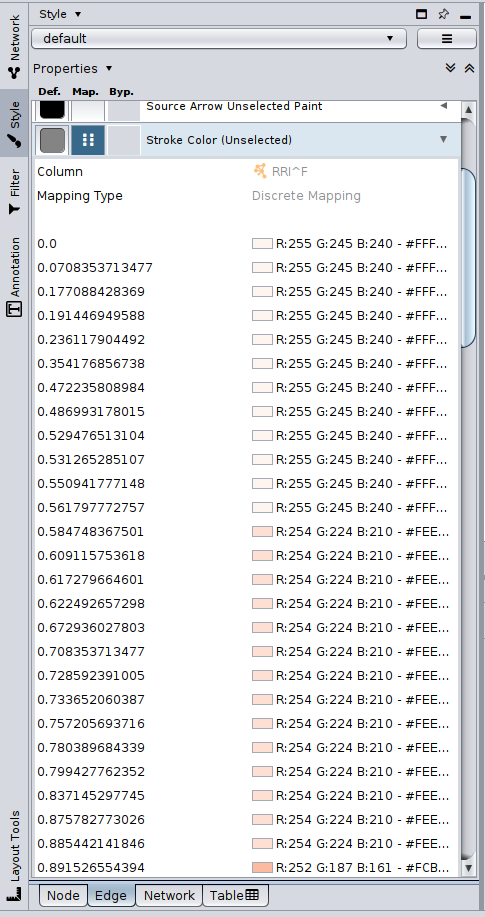 Style
default
Properties
Def. Map. Byp.
Source Arrow Unselected Paint
Stroke Color (Unselected)
Column RRI^F
Mapping Type Discrete Mapping
0.0 R:255 G:245 B:240 - #FFF...
0.0708353713477 R:255 G:245 B:240 - #FFF...
0.177088428369 R:255 G:245 B:240 - #FFF...
0.191446949588 R:255 G:245 B:240 - #FFF...
0.236117904492 R:255 G:245 B:240 - #FFF...
0.354176856738 R:255 G:245 B:240 - #FFF...
0.472235808984 R:255 G:245 B:240 - #FFF...
0.486993178015 R:255 G:245 B:240 - #FFF...
0.529476513104 R:255 G:245 B:240 - #FFF...
0.531265285107 R:255 G:245 B:240 - #FFF...
0.550941777148 R:255 G:245 B:240 - #FFF...
0.561797772757 R:255 G:245 B:240 - #FFF...
0.584748367501 R:254 G:224 B:210 - #FEE...
0.609115753618 R:254 G:224 B:210 - #FEE...
0.617279664601 R:254 G:224 B:210 - #FEE...
0.622492657298 R:254 G:224 B:210 - #FEE...
0.672936027803 R:254 G:224 B:210 - #FEE...
0.708353713477 R:254 G:224 B:210 - #FEE...
0.728592391005 R:254 G:224 B:210 - #FEE...
0.733652060387 R:254 G:224 B:210 - #FEE...
0.757205693716 R:254 G:224 B:210 - #FEE...
0.780389684339 R:254 G:224 B:210 - #FEE...
0.799427762352 R:254 G:224 B:210 - #FEE...
0.837145297745 R:254 G:224 B:210 - #FEE...
0.875782773026 R:254 G:224 B:210 - #FEE...
0.885442141846 R:254 G:224 B:210 - #FEE...
0.891526554394 R:252 G:187 B:161 - #FCB...
Node Edge Network Table
Network
Style
Filter
Annotation
Layout Tools